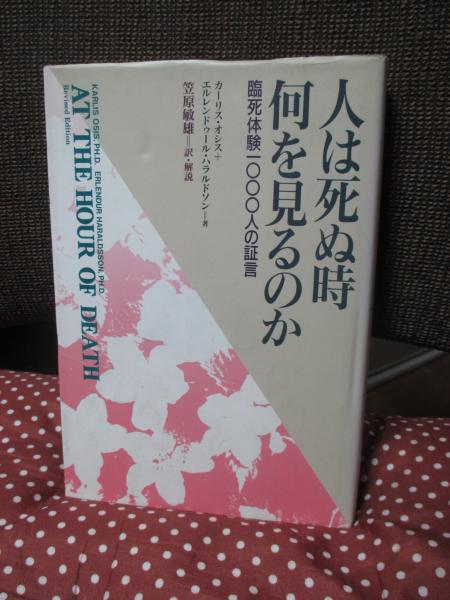 人は死ぬ時
何を見るのか
臨死体験一〇〇〇人の証言
カーリス・オシス+
エルレンドゥール・ハラルドソン=著
笠原敏雄=訳・解説
KARLIS OSIS, PH.D. ERLENDUR HARALDSSON, PH.D.
AT THE HOUR OF DEATH
Revised Edition